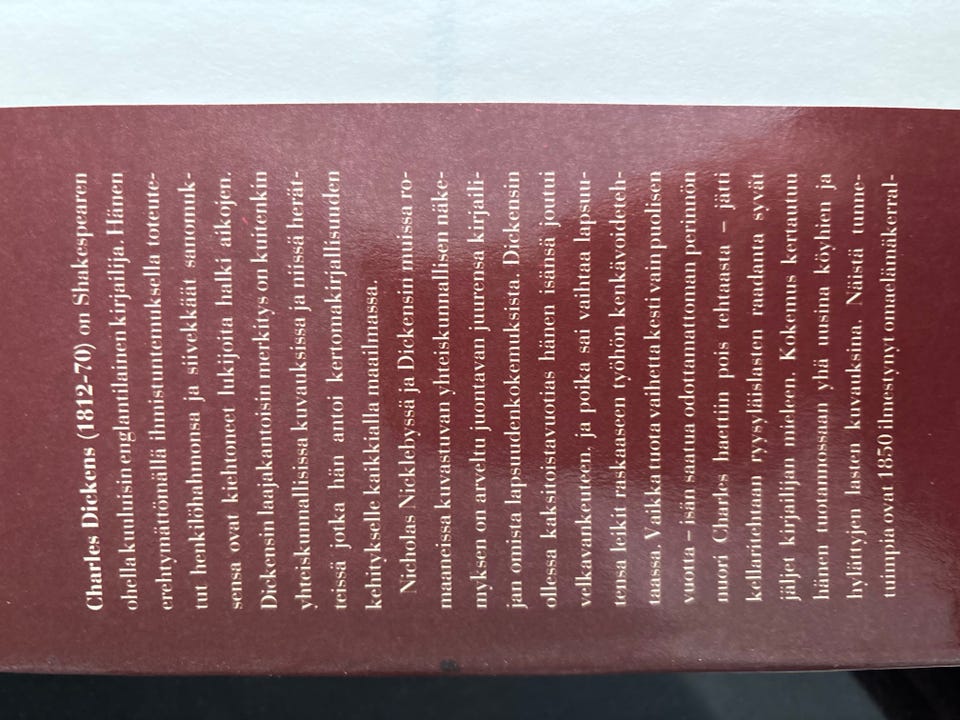 Charles Dickens (1812-70) on Shakespearen
ohella kuuluisin englantilainen kirjailija. Hänen
erehtymättömällä ihmistuntemuksella toteute-
tut henkilöhahmonsa ja siivekkäät sanonuk-
sensa ovat kiehtoneet lukijoita halki aikojen.
Dickensin laajakantoisin merkitys on kuitenkin
yhteiskunnallisissa kuvauksissa ja niissä herät-
teissä jotka hän antoi kertomakirjallisuuden
kehitykselle kaikkialla maailmassa.
Nicholas Nicklebyssä ja Dickensin muissa ro-
maaneissa kuvastuvan yhteiskunnallisen näke-
myksen on arveltu juontavan juurensa kirjaili-
jan omista lapsuudenkokemuksista. Dickensin
ollessa kaksitoistavuotias hänen isänsä joutui
velkavankeuteen, ja poika sai vaihtaa lapsuu-
tensa leikit raskaaseen työhön kenkävoideteh-
taassa. Vaikka tuota vaihetta kesti vain puolisen
vuotta – isän saatua odottamattoman perinnön
nuori Charles haettiin pois tehtaasta – jätti
kellaritehtaan ryysyläislasten raadanta syvät
jäljet kirjailijan mieleen. Kokemus kertautuu
hänen tuotannossaan yhä uusina köyhien ja
hylättyjen lasten kuvauksina. Näistä tunne-
tuimpia ovat 1850 ilmestynyt omaelämäkerral-